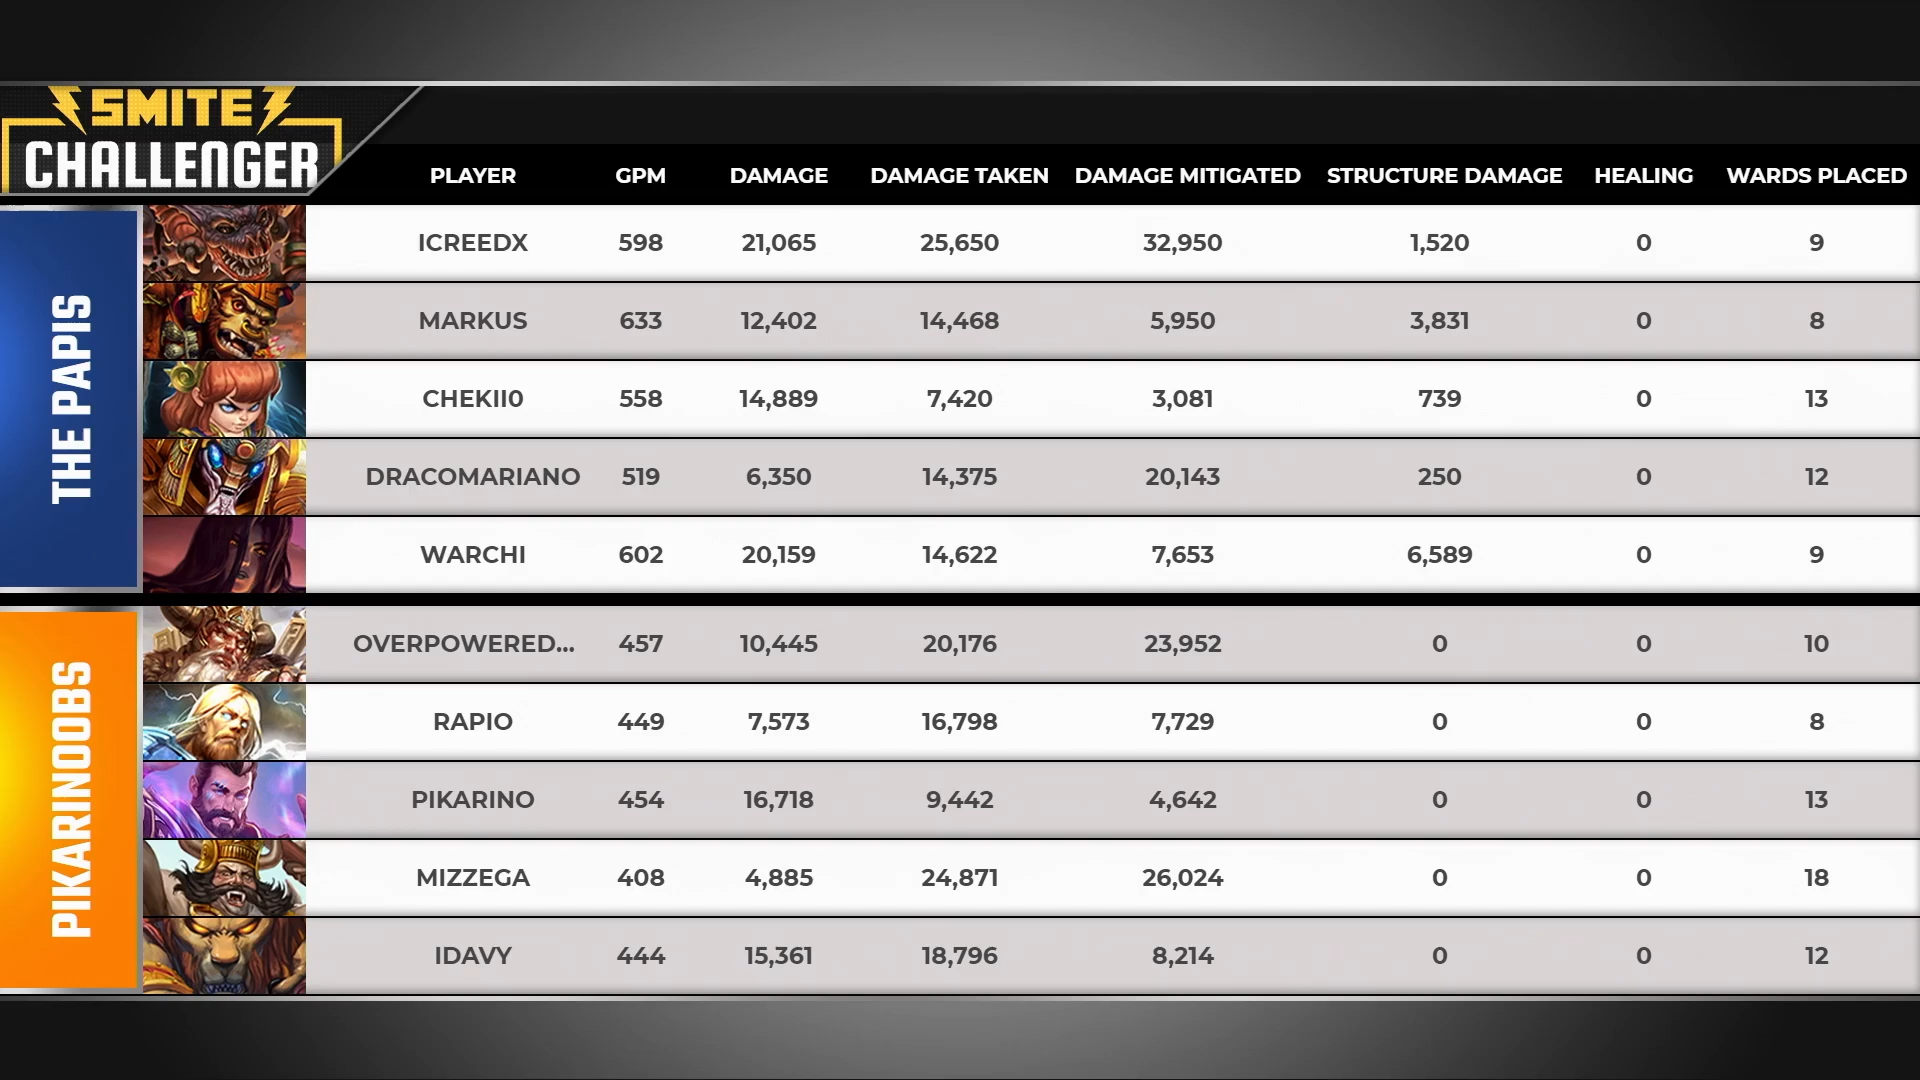 SMITE
CHALLENGER
PLAYER GPM DAMAGE DAMAGE TAKEN DAMAGE MITIGATED STRUCTURE DAMAGE HEALING WARDS PLACED
THE PAPIS
ICREEDX 598 21,065 25,650 32,950 1,520 0 9
MARKUS 633 12,402 14,468 5,950 3,831 0 8
CHEKII0 558 14,889 7,420 3,081 739 0 13
DRACOMARIANO 519 6,350 14,375 20,143 250 0 12
WARCHI 602 20,159 14,622 7,653 6,589 0 9
PIKARINOOBS
OVERPOWERED... 457 10,445 20,176 23,952 0 0 10
RAPIO 449 7,573 16,798 7,729 0 0 8
PIKARINO 454 16,718 9,442 4,642 0 0 13
MIZZEGA 408 4,885 24,871 26,024 0 0 18
IDAVY 444 15,361 18,796 8,214 0 0 12